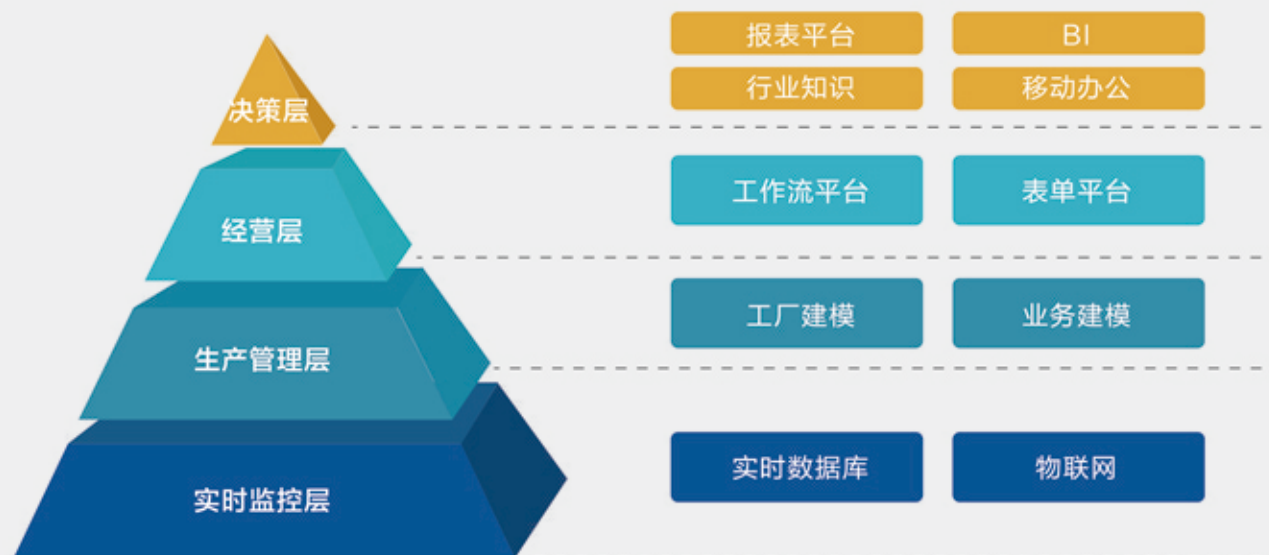 决策层
报表平台
BI
行业知识
移动办公
经营层
工作流平台
表单平台
生产管理层
工厂建模
业务建模
实时监控层
实时数据库
物联网